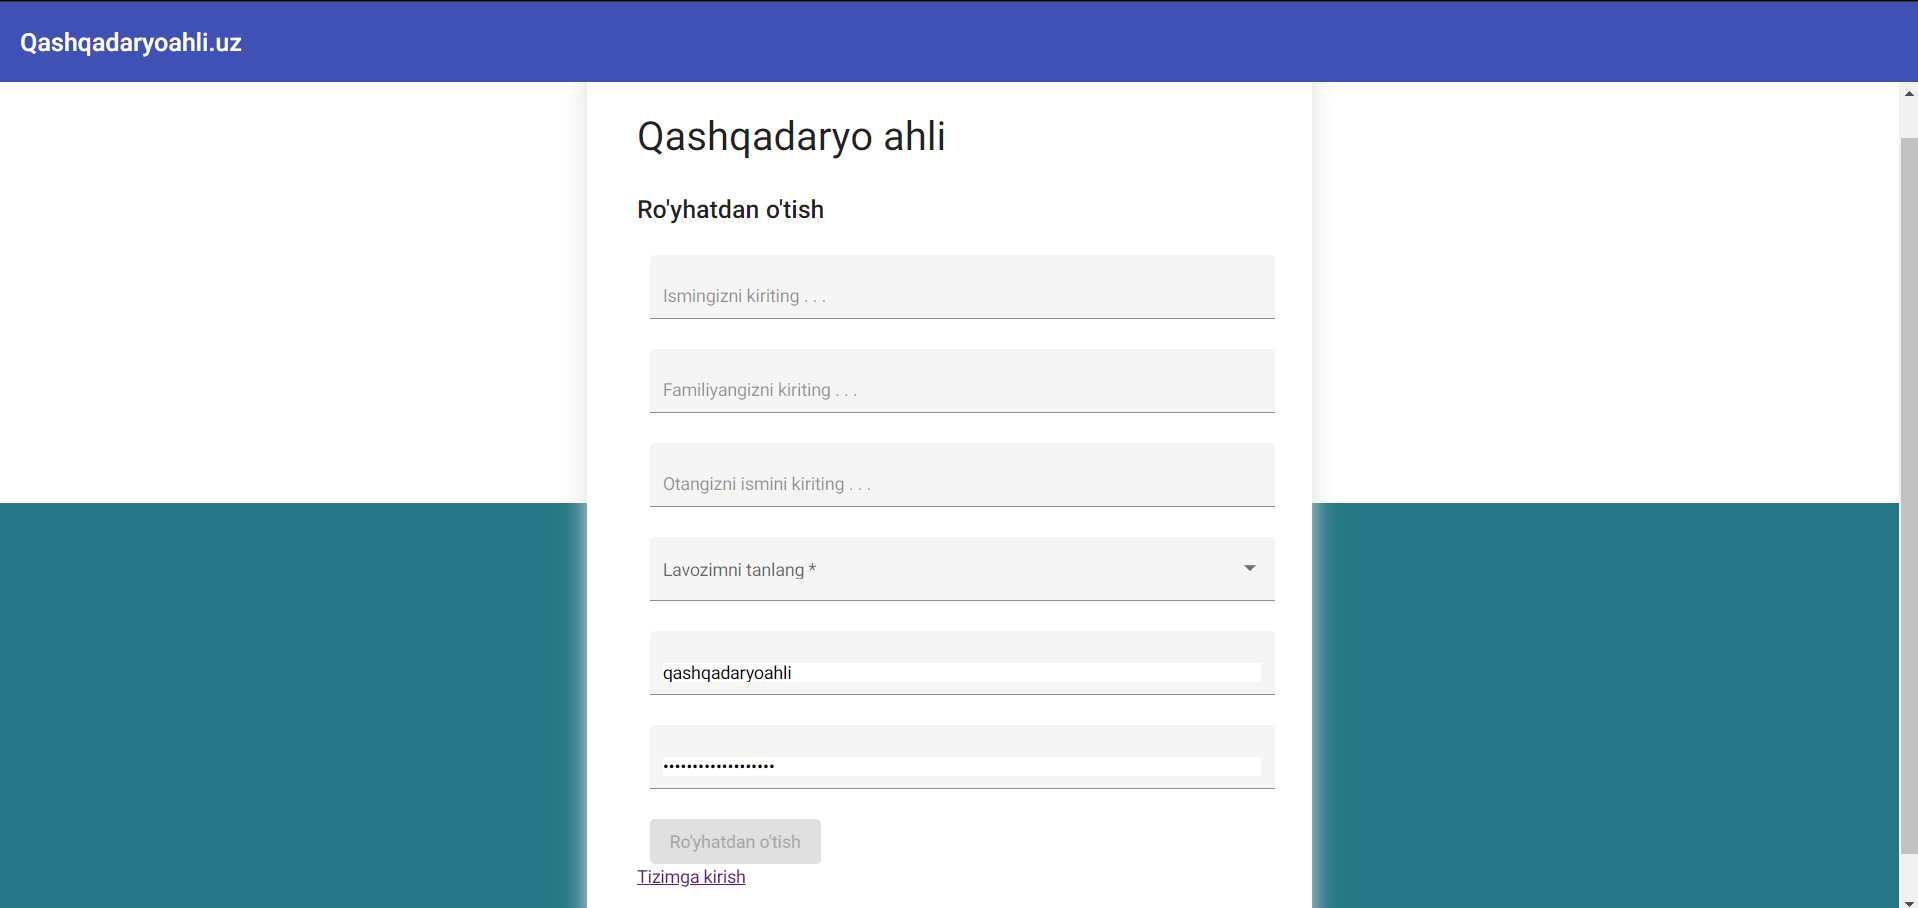 Qashqadaryoahli.uz
Qashqadaryo ahli
Ro'yhatdan o'tish
Ismingizni kiriting . . .
Familiyangizni kiriting . . .
Otangizni ismini kiriting . . .
Lavozimni tanlang *
qashqadaryoahli
•••••••••••••••••••
Ro'yhatdan o'tish
Tizimga kirish